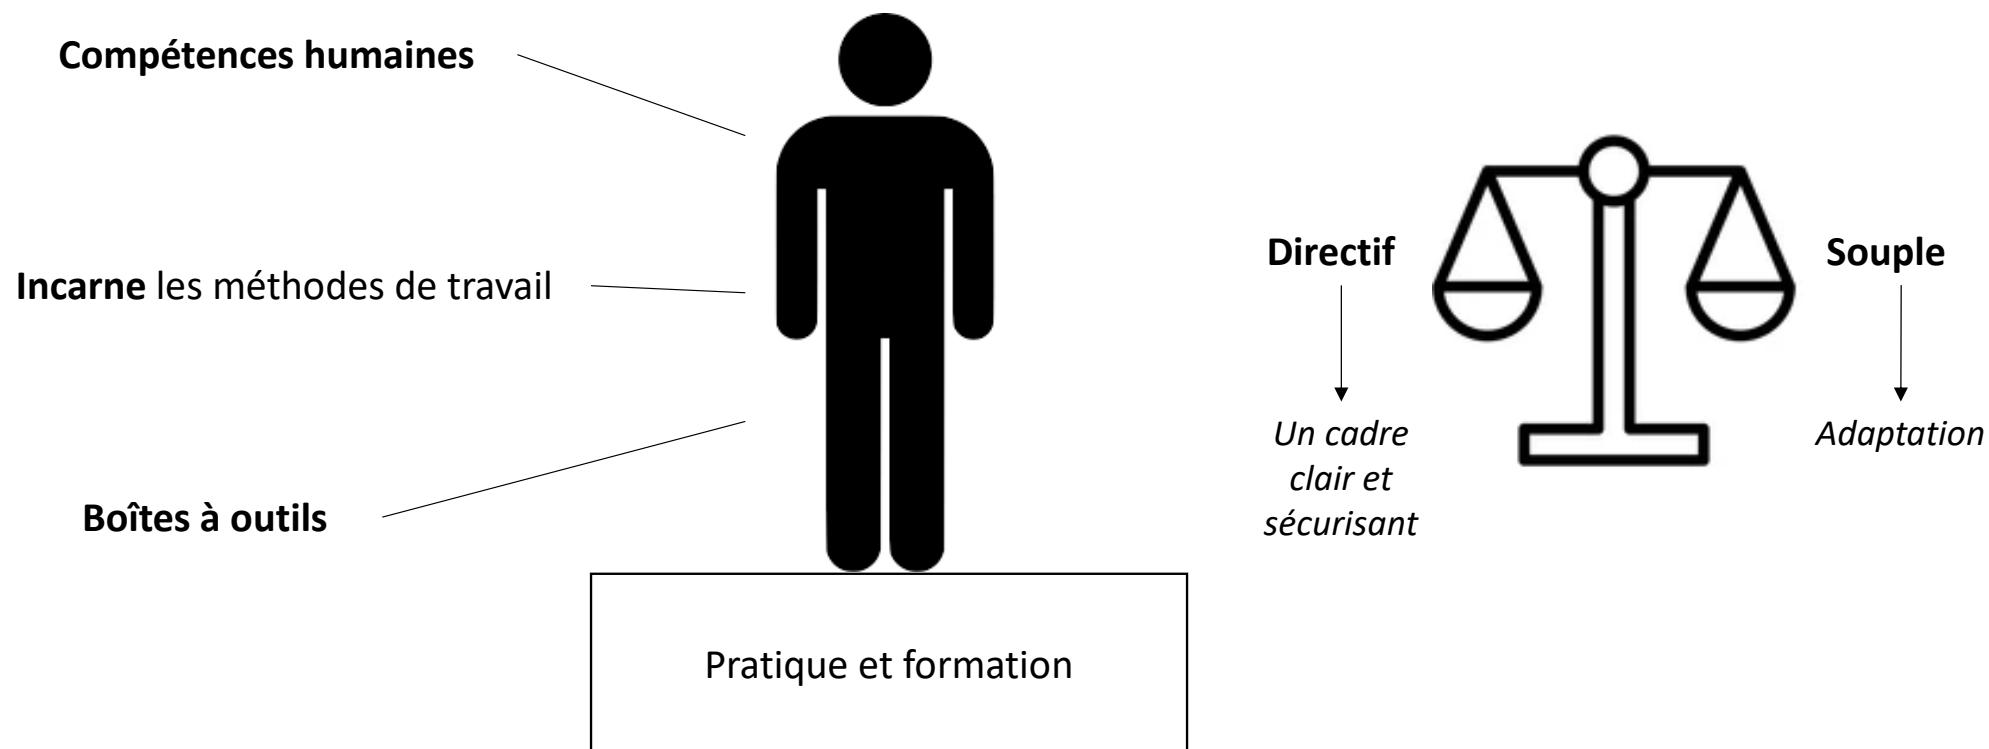 Compétences humaines
Incarne les méthodes de travail
Boîtes à outils
Pratique et formation
Directif
Un cadre
clair et
sécurisant
Souple
Adaptation